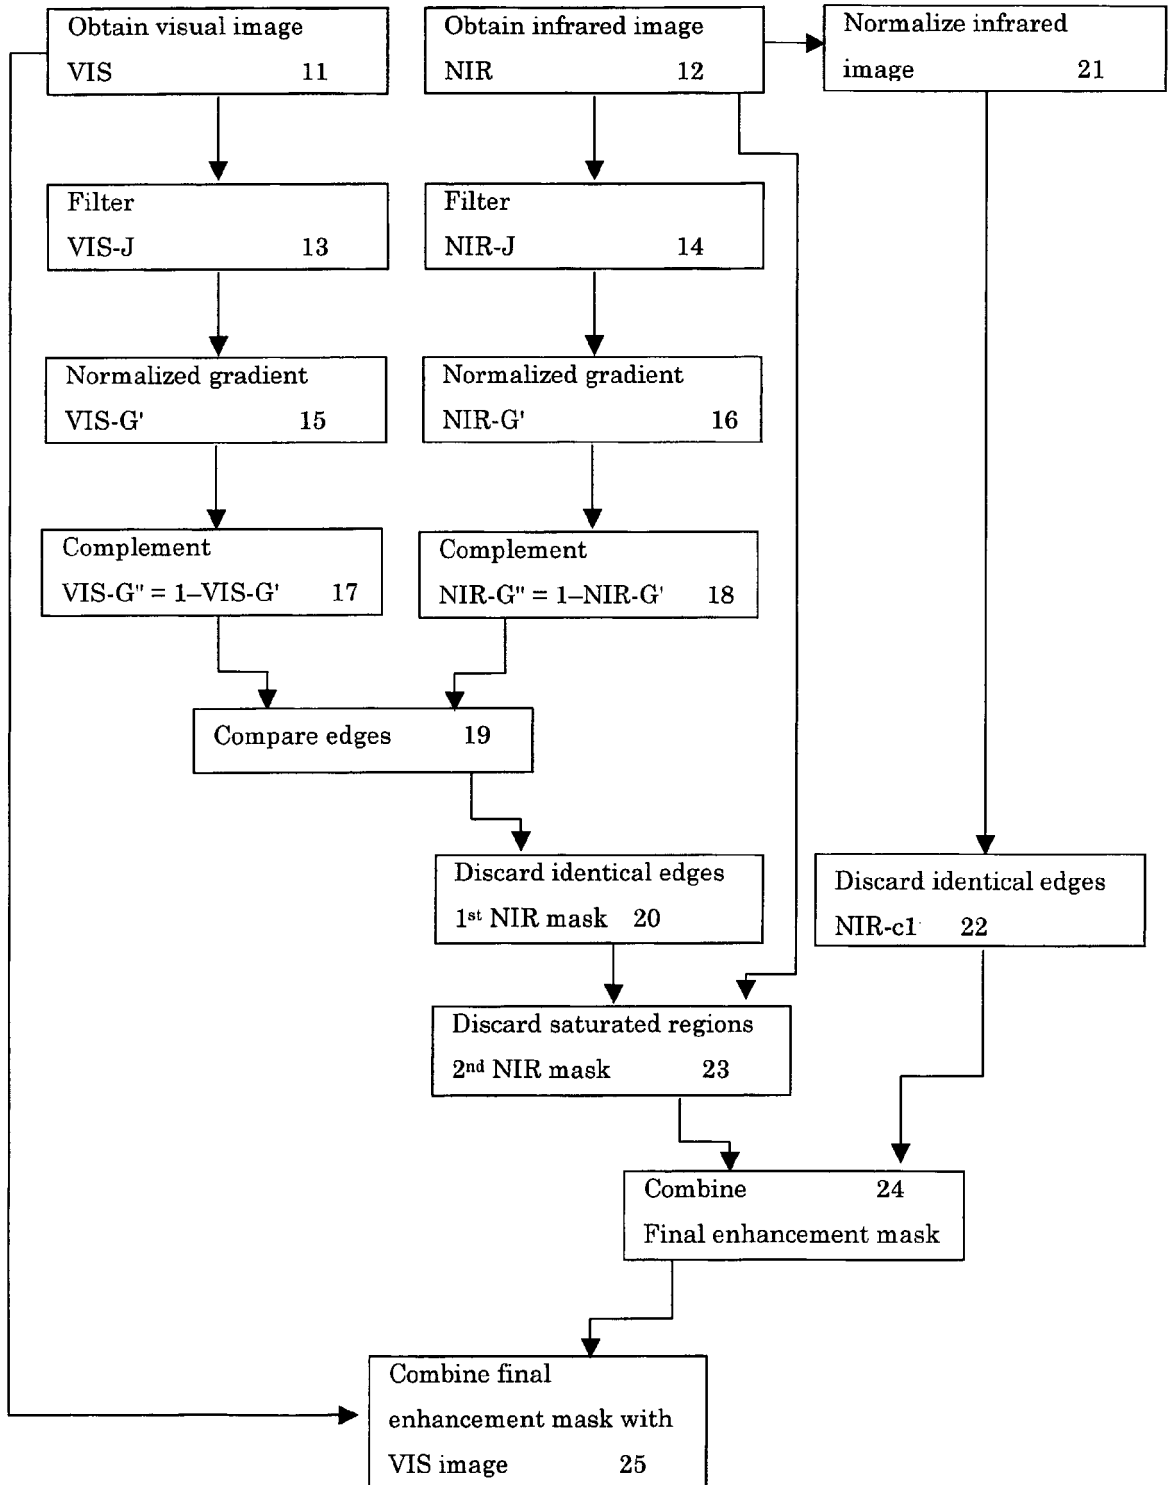 Obtain visual image
VIS 11
Obtain infrared image
NIR 12
Normalize infrared
image 21
Filter
VIS-J 13
Filter
NIR-J 14
Normalized gradient
VIS-G' 15
Normalized gradient
NIR-G' 16
Complement
VIS-G" = 1–VIS-G' 17
Complement
NIR-G" = 1–NIR-G' 18
Compare edges 19
Discard identical edges
1st NIR mask 20
Discard identical edges
NIR-c1 22
Discard saturated regions
2nd NIR mask 23
Combine 24
Final enhancement mask
Combine final
enhancement mask with
VIS image 25